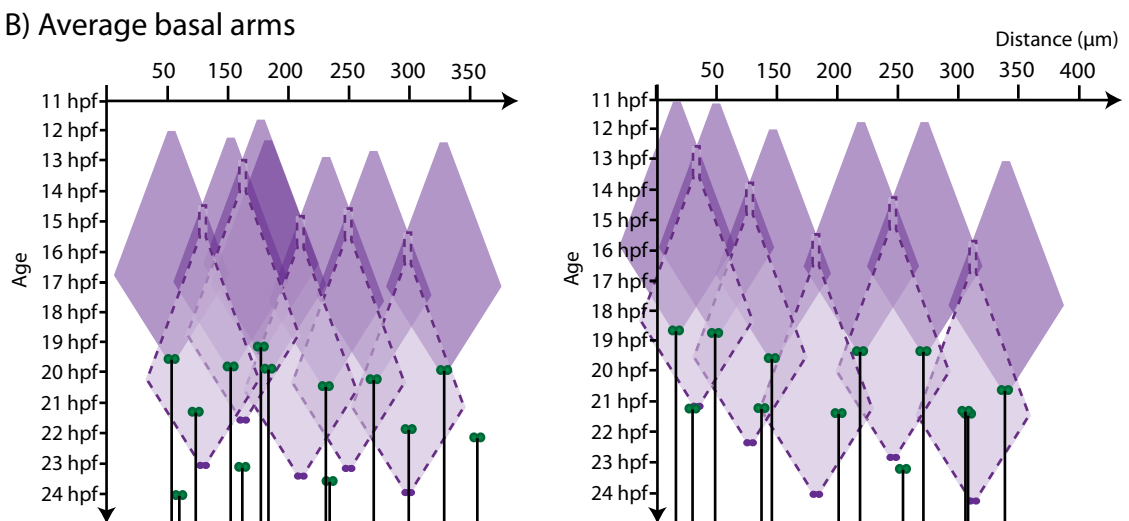 B) Average basal arms
Distance (µm)
50 150 200 250 300 350
50 150 200 250 300 350 400
11 hpf
12 hpf
13 hpf
14 hpf
15 hpf
16 hpf
17 hpf
18 hpf
19 hpf
20 hpf
21 hpf
22 hpf
23 hpf
24 hpf
Age
11 hpf
12 hpf
13 hpf
14 hpf
15 hpf
16 hpf
17 hpf
18 hpf
19 hpf
20 hpf
21 hpf
22 hpf
23 hpf
24 hpf
Age